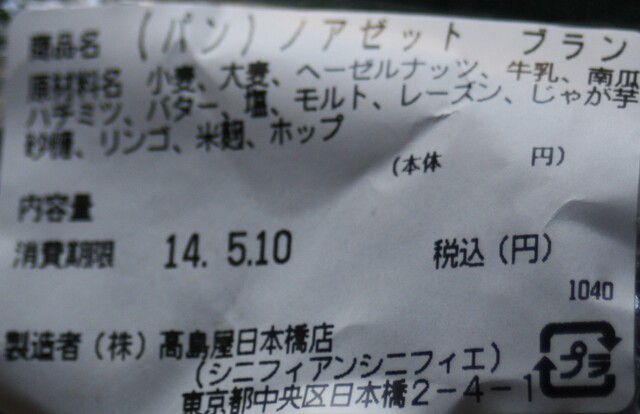 商品名 (パン)ノアゼット ブラン
原材料名 小麦、大麦、ヘーゼルナッツ、牛乳、南瓜
ハチミツ、バター、塩、モルト、レーズン、じゃが芋
砂糖、リンゴ、米麹、ホップ
(本体 円)
内容量
消費期限 14. 5.10 税込(円)
1040
製造者(株)高島屋日本橋店
(シニフィアンシニフィエ)
東京都中央区日本橋2-4-1
プラ